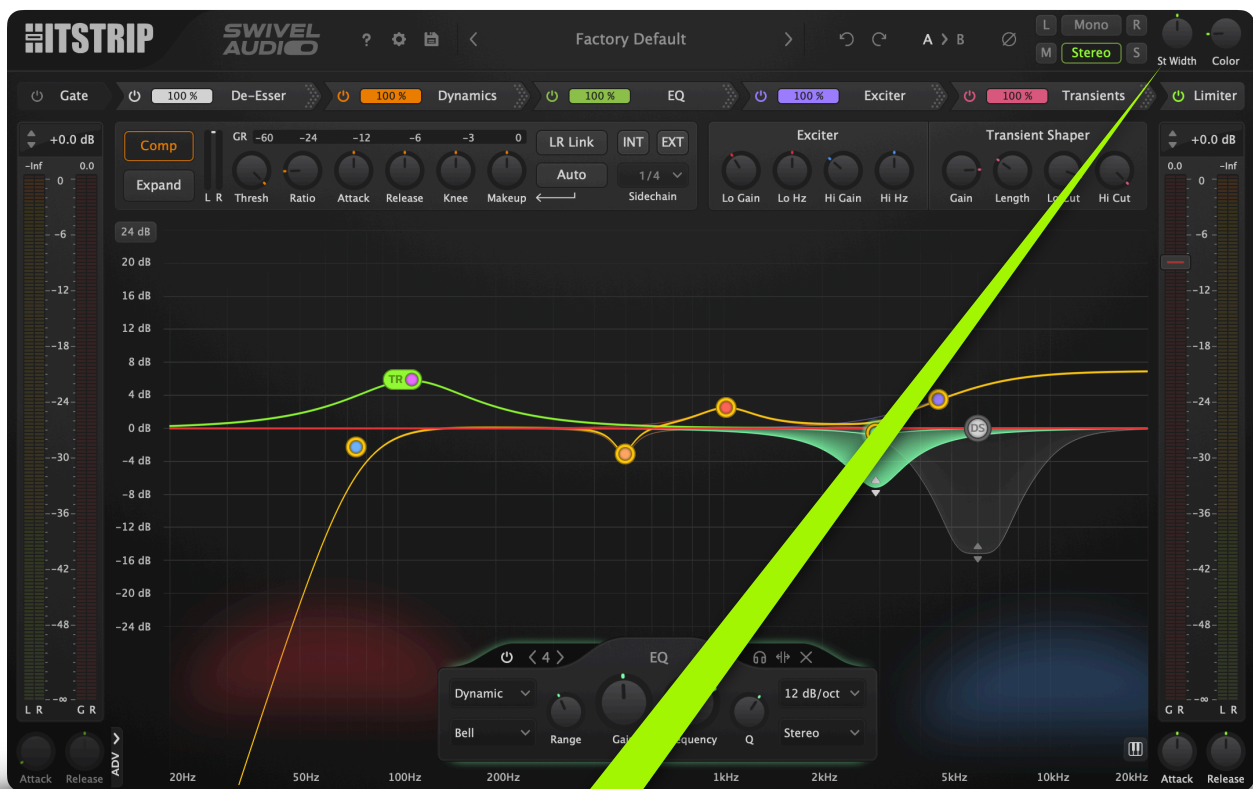 HITSTRIP
SWIVEL
AUDIO
? Factory Default A > B
L Mono R
M Stereo S
St Width Color
Gate 100 % De-Esser 100 % Dynamics 100 % EQ 100 % Exciter 100 % Transients Limiter
+0.0 dB
-Inf 0.0
0
-6
-12
-18
-24
-30
-36
-42
-48
-∞
L R G R
Attack Release
ADV
Comp
Expand
GR -60 -24 -12 -6 -3 0
L R Thresh Ratio Attack Release Knee Makeup
LR Link INT EXT
Auto 1/4
Sidechain
Exciter
Lo Gain Lo Hz Hi Gain Hi Hz
Transient Shaper
Gain Length Lo Cut Hi Cut
24 dB
20 dB
16 dB
12 dB
8 dB
4 dB
0 dB
-4 dB
-8 dB
-12 dB
-16 dB
-20 dB
-24 dB
TR
DS
4 EQ
Dynamic 12 dB/oct
Bell Stereo
Range Q
20Hz 50Hz 100Hz 200Hz 1kHz 2kHz 5kHz 10kHz 20kHz
+0.0 dB
0.0 -Inf
0
-6
-12
-18
-24
-30
-36
-42
-48
-∞
G R L R
Attack Release